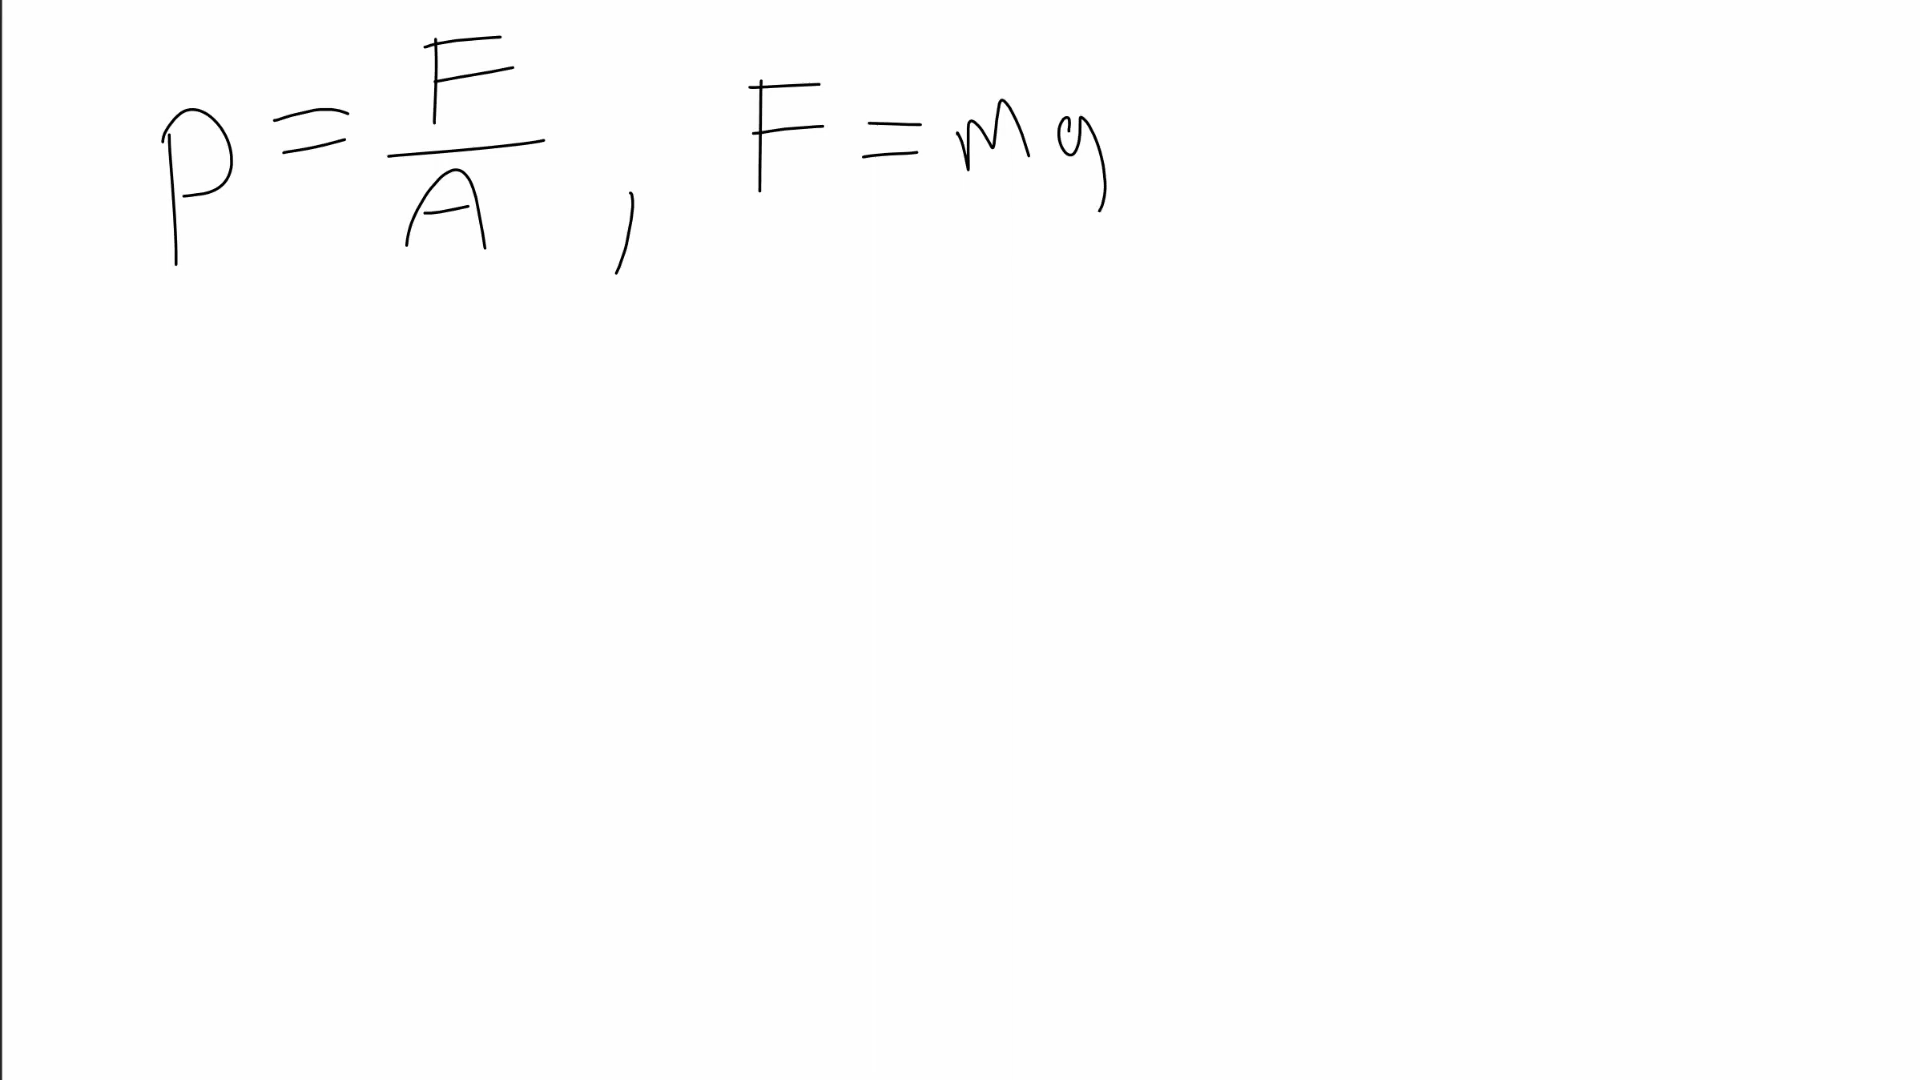 p = F/A , F = mg